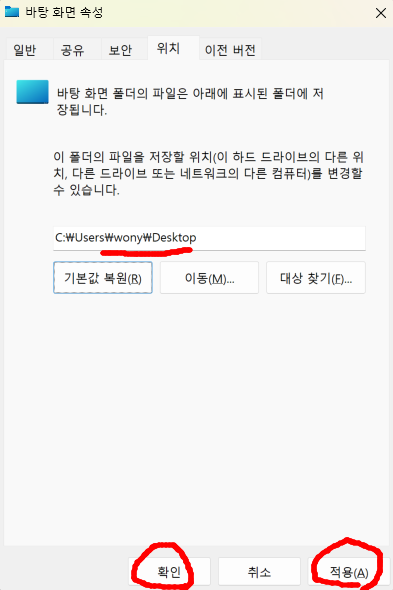 바탕 화면 속성
일반 공유 보안 위치 이전 버전
바탕 화면 폴더의 파일은 아래에 표시된 폴더에 저
장됩니다.
이 폴더의 파일을 저장할 위치(이 하드 드라이브의 다른 위
치, 다른 드라이브 또는 네트워크의 다른 컴퓨터)를 변경할
수 있습니다.
C:₩Users₩wony₩Desktop
기본값 복원(R) 이동(M)... 대상 찾기(F)...
확인 취소 적용(A)